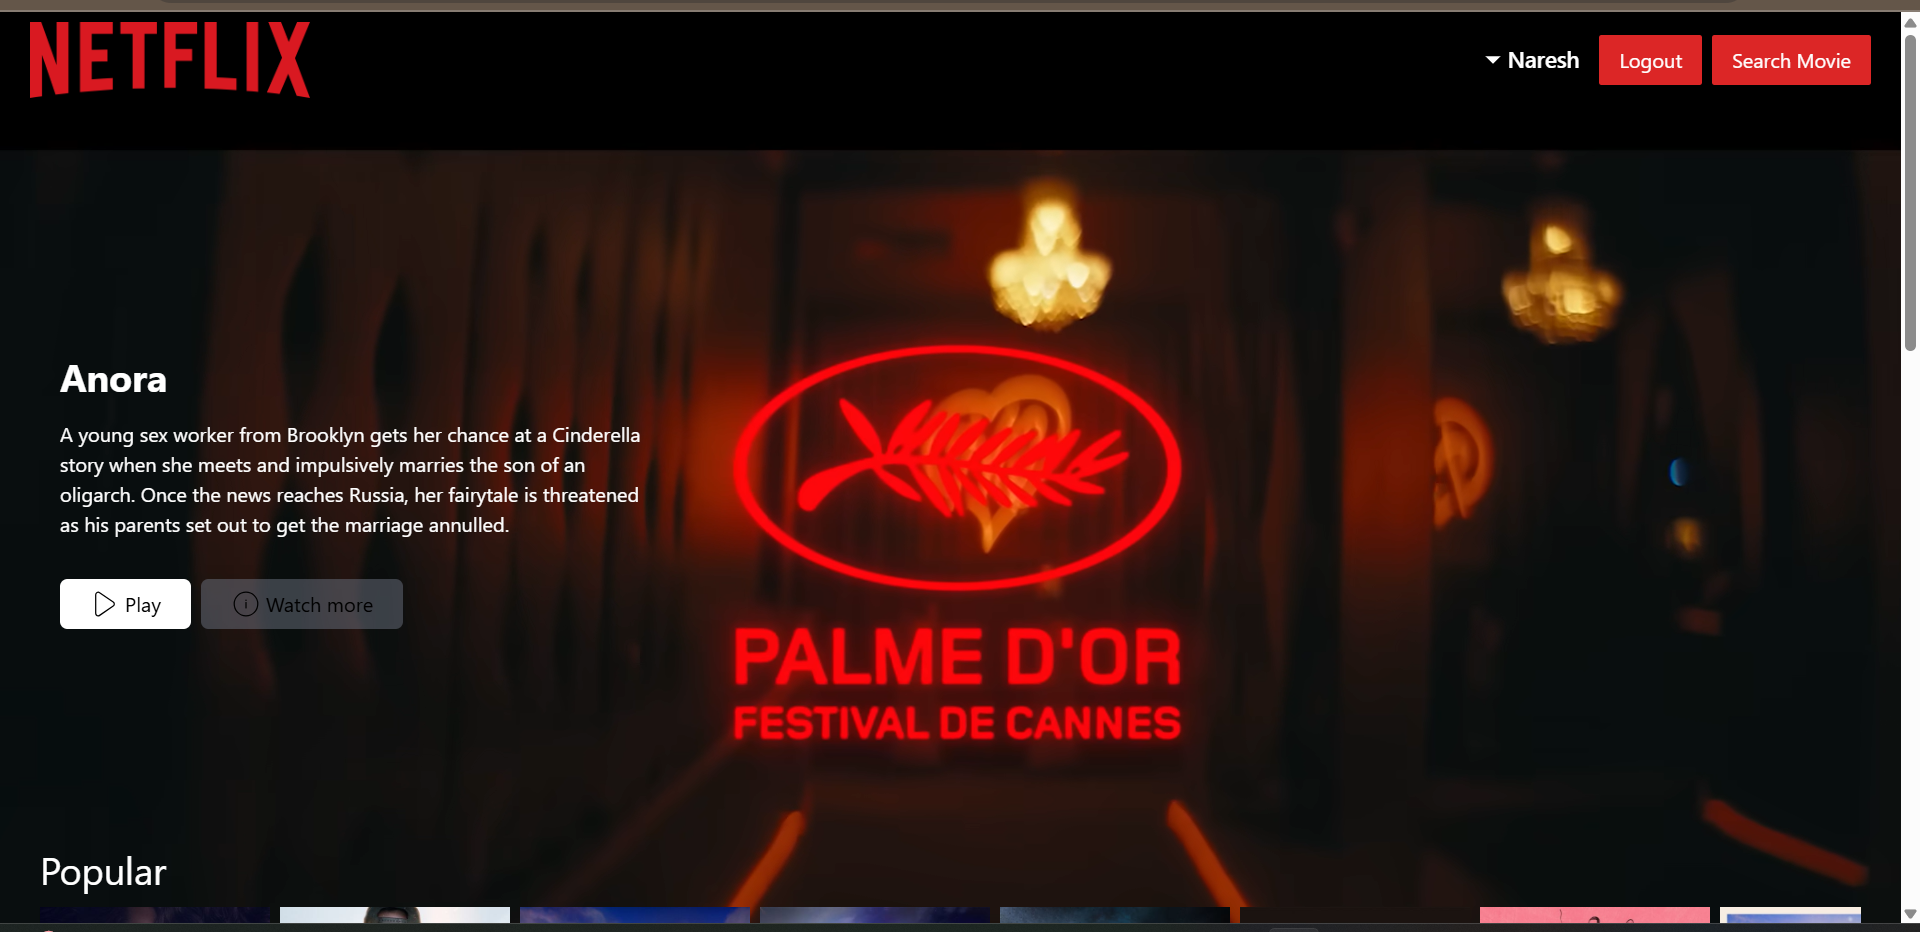 NETFLIX
Naresh
Logout
Search Movie
Anora
A young sex worker from Brooklyn gets her chance at a Cinderella
story when she meets and impulsively marries the son of an
oligarch. Once the news reaches Russia, her fairytale is threatened
as his parents set out to get the marriage annulled.
Play
Watch more
PALME D'OR
FESTIVAL DE CANNES
Popular